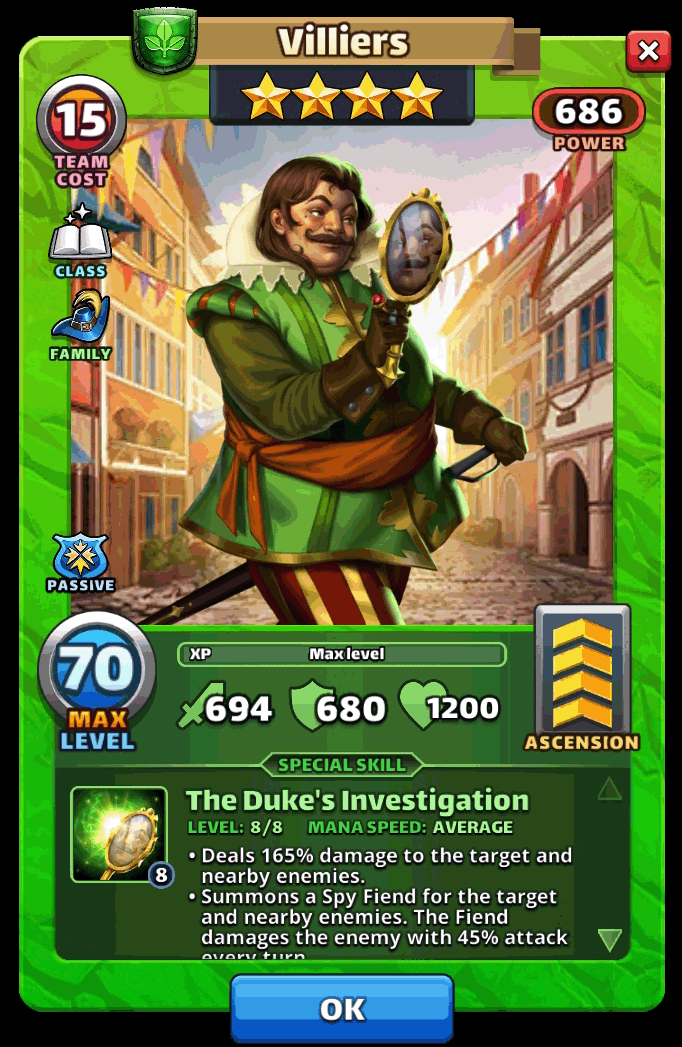 Villiers
15
TEAM
COST
686
POWER
CLASS
FAMILY
PASSIVE
70
MAX
LEVEL
XP Max level
694 680 1200
ASCENSION
SPECIAL SKILL
The Duke's Investigation
LEVEL: 8/8 MANA SPEED: AVERAGE
8
• Deals 165% damage to the target and
nearby enemies.
• Summons a Spy Fiend for the target
and nearby enemies. The Fiend
damages the enemy with 45% attack
every turn
OK